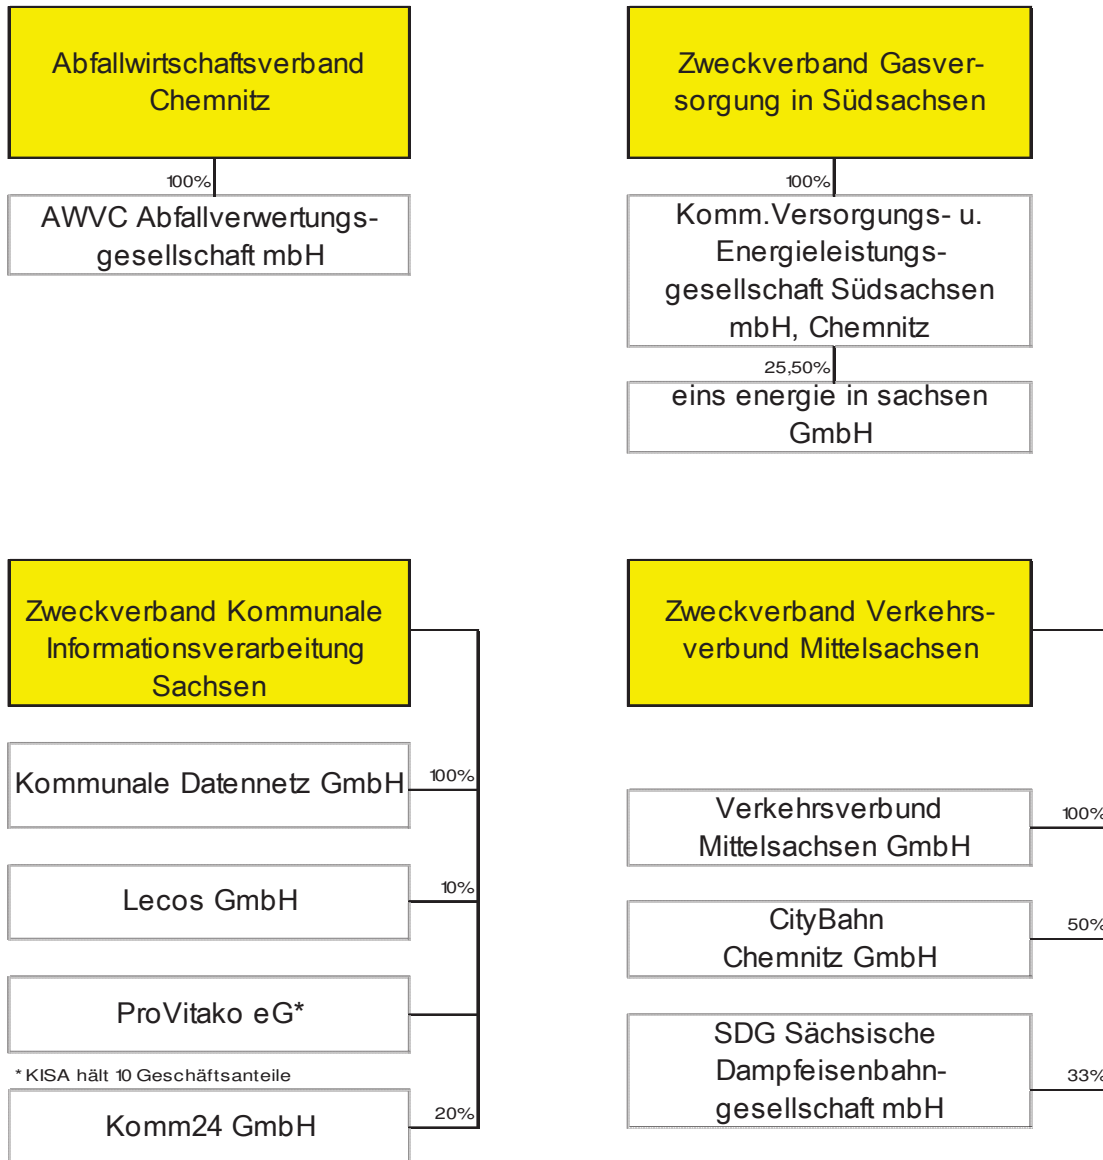 Abfallwirtschaftsverband
Chemnitz
100%
AWVC Abfallverwertungs-
gesellschaft mbH
Zweckverband Gasver-
sorgung in Südsachsen
100%
Komm.Versorgungs- u.
Energieleistungs-
gesellschaft Südsachsen
mbH, Chemnitz
25,50%
eins energie in sachsen
GmbH
Zweckverband Kommunale
Informationsverarbeitung
Sachsen
Kommunale Datennetz GmbH
100%
Lecos GmbH
10%
ProVitako eG*
* KISA hält 10 Geschäftsanteile
Komm24 GmbH
20%
Zweckverband Verkehrs-
verbund Mittelsachsen
Verkehrsverbund
Mittelsachsen GmbH
100%
CityBahn
Chemnitz GmbH
50%
SDG Sächsische
Dampfeisenbahn-
gesellschaft mbH
33%